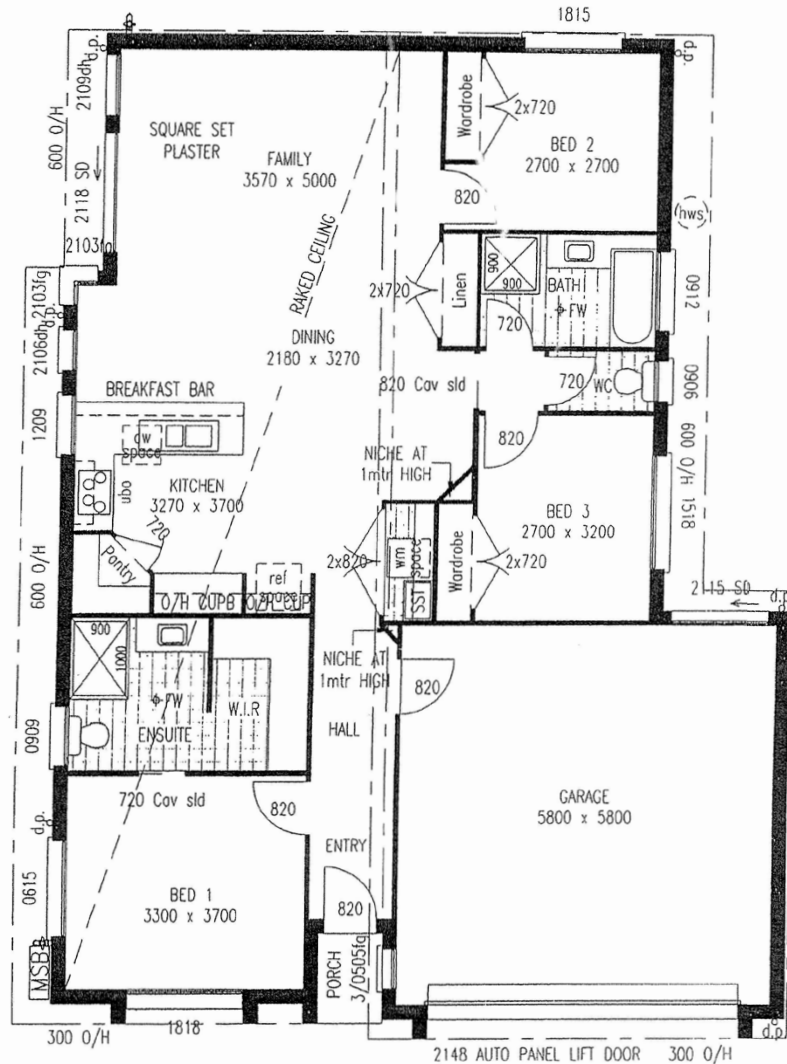 1815
d.p.
d.p.
2109dh
SQUARE SET
PLASTER
FAMILY
3570 x 5000
Wardrobe
2x720
BED 2
2700 x 2700
600 O/H
2118 SD
820
hws
2103fg
RAKED CEILING
2x720
Linen
900
900
BATH
FW
0912
2103fg
d.p.
2106dh
DINING
2180 x 3270
720
820 Cav sld
720
WC
0906
BREAKFAST BAR
1209
dw
space
820
600 O/H
NICHE AT
1mtr HIGH
ubo
KITCHEN
3270 x 3700
BED 3
2700 x 3200
1518
720
Pantry
2x820
wm
space
Wardrobe
2x720
600 O/H
ref
space
O/H CUPB
SST
2115 SD
d.p.
900
1000
NICHE AT
1mtr HIGH
820
FW
W.I.R
HALL
0909
ENSUITE
720 Cav sld
820
GARAGE
5800 x 5800
d.p.
ENTRY
0615
BED 1
3300 x 3700
820
MSB
PORCH
3/0505fg
1818
300 O/H
2148 AUTO PANEL LIFT DOOR
300 O/H
d.p.